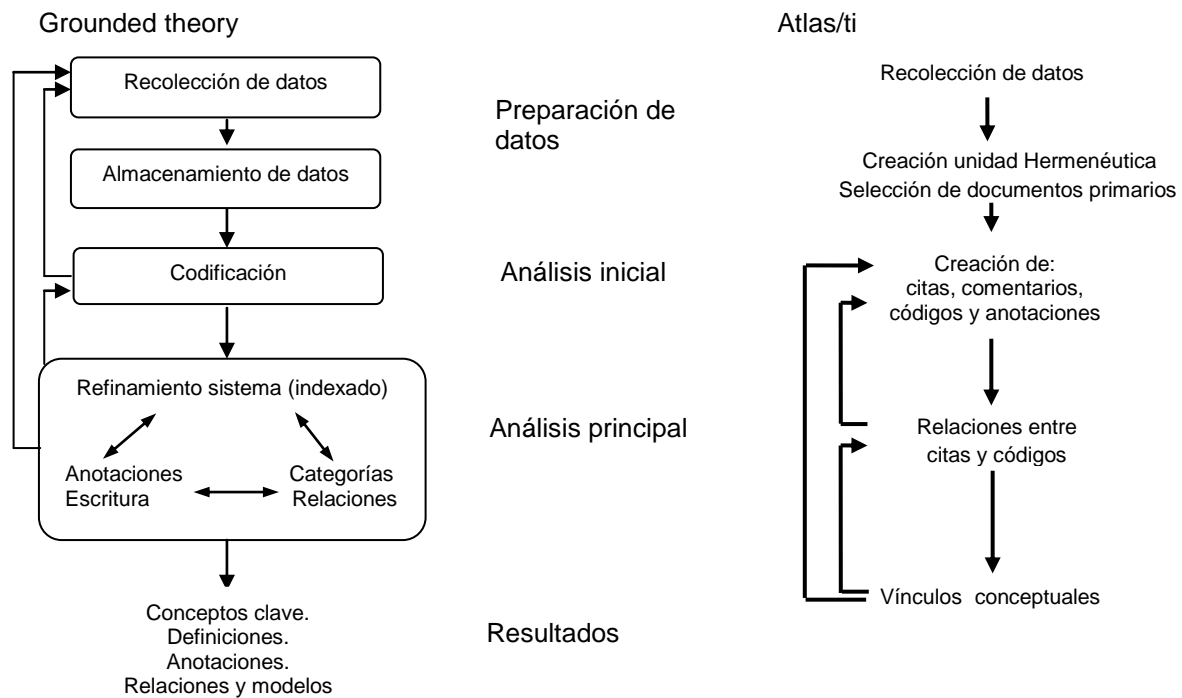 Grounded theory
Recolección de datos
Almacenamiento de datos
Codificación
Refinamiento sistema (indexado)
Anotaciones
Escritura
Categorías
Relaciones
Conceptos clave.
Definiciones.
Anotaciones.
Relaciones y modelos
Preparación de
datos
Análisis inicial
Análisis principal
Resultados
Atlas/ti
Recolección de datos
Creación unidad Hermenéutica
Selección de documentos primarios
Creación de:
citas, comentarios,
códigos y anotaciones
Relaciones entre
citas y códigos
Vínculos conceptuales